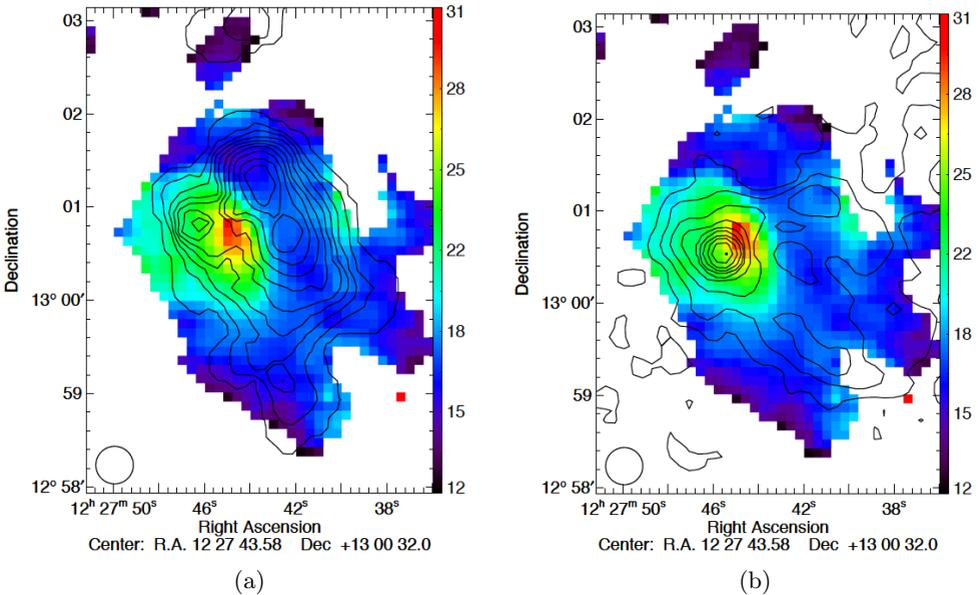 03
02
01
13 00′
59
12 58′
Declination
12ʰ 27ᵐ 50ˢ 46ˢ 42ˢ 38ˢ
Right Ascension
Center: R.A. 12 27 43.58 Dec +13 00 32.0
31
28
25
22
18
15
12
(a)
03
02
01
13 00′
59
12 58′
Declination
12ʰ 27ᵐ 50ˢ 46ˢ 42ˢ 38ˢ
Right Ascension
Center: R.A. 12 27 43.58 Dec +13 00 32.0
31
28
25
22
18
15
12
(b)